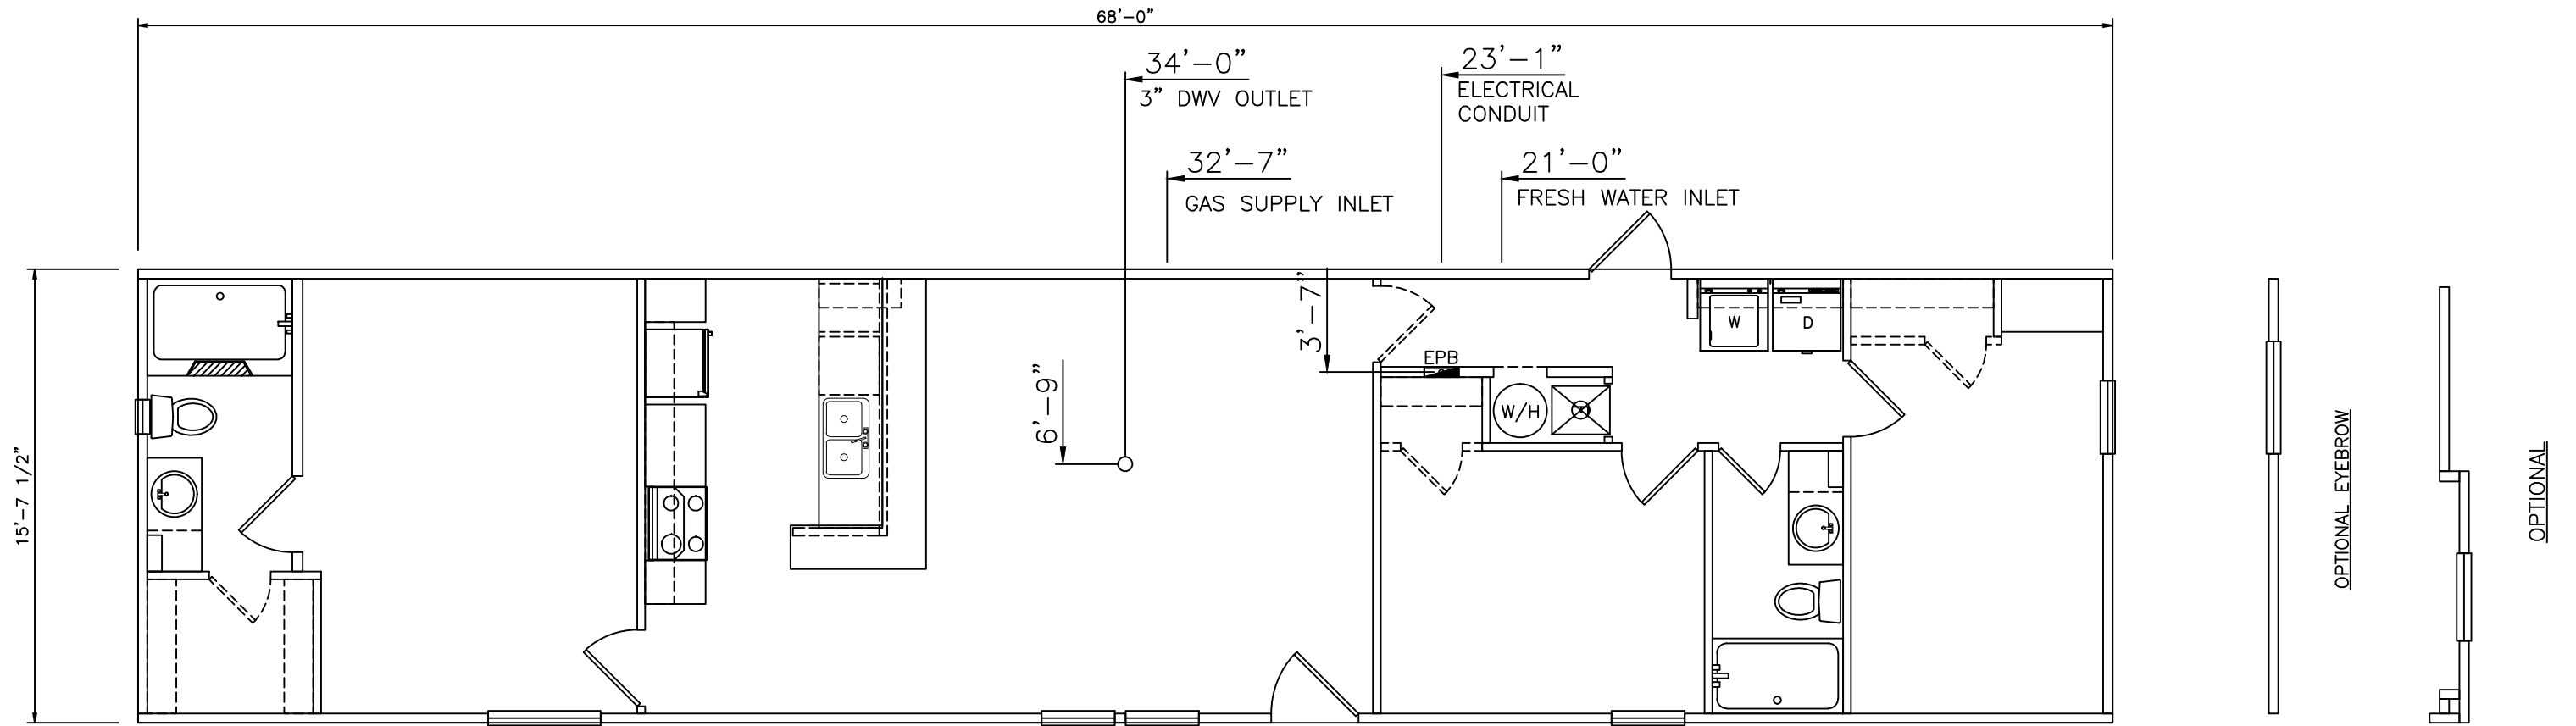 68'-0"
34'-0"
3" DWV OUTLET
23'-1"
ELECTRICAL
CONDUIT
32'-7"
GAS SUPPLY INLET
21'-0"
FRESH WATER INLET
15'-7 1/2"
6'-9"
3'-7"
EPB
W/H
W
D
OPTIONAL EYEBROW
OPTIONAL